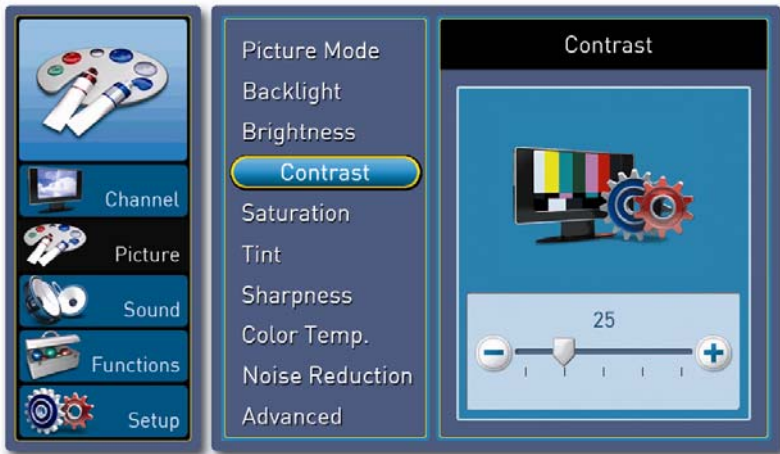 Channel
Picture
Sound
Functions
Setup
Picture Mode
Backlight
Brightness
Contrast
Saturation
Tint
Sharpness
Color Temp.
Noise Reduction
Advanced
Contrast
25